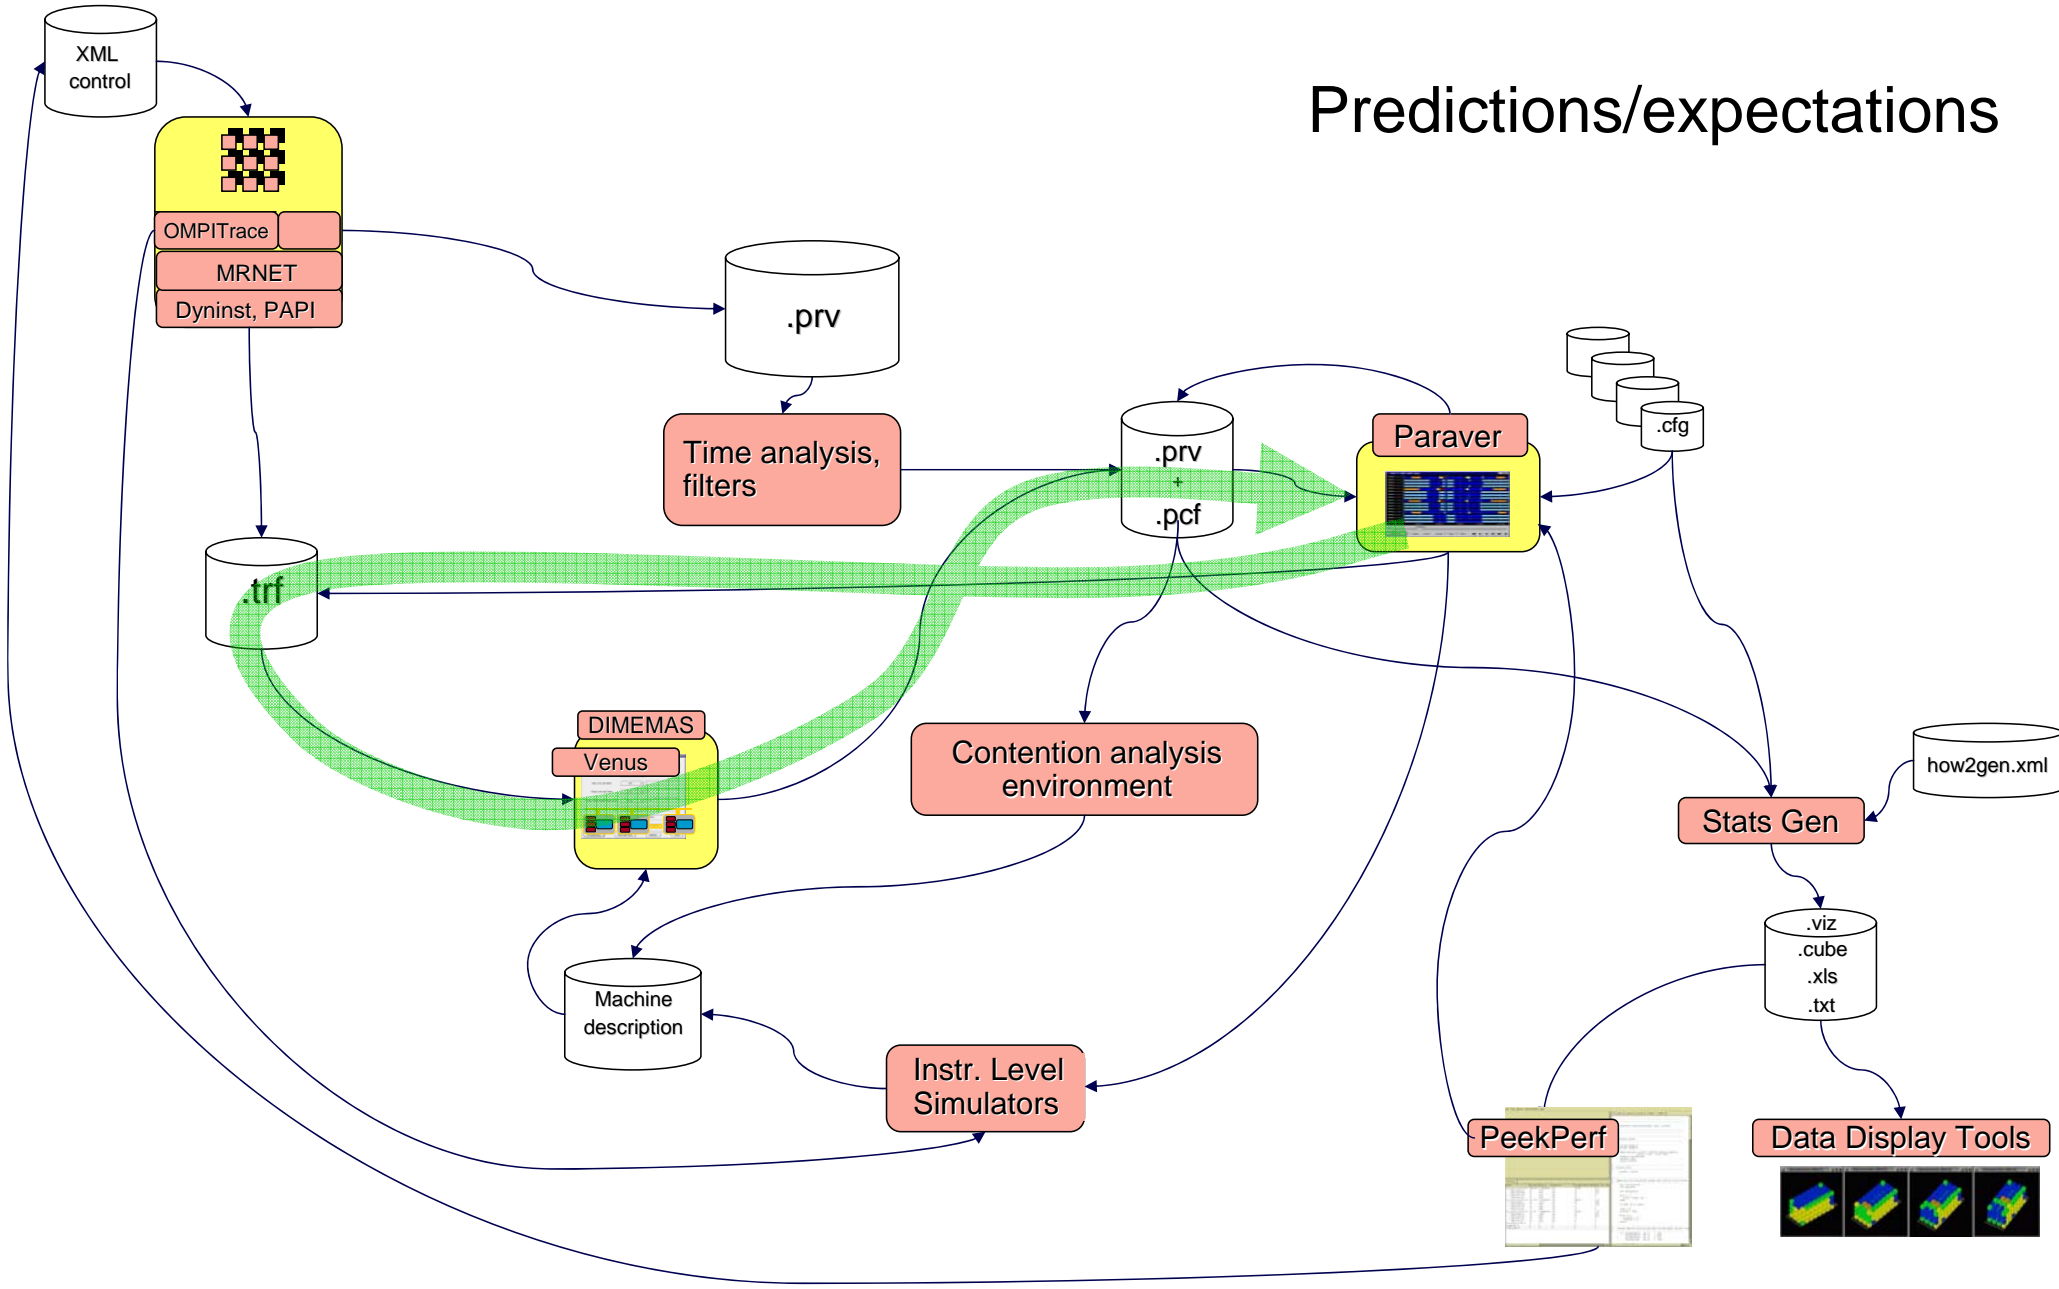 XML
control
Predictions/expectations
OMPITrace
MRNET
Dyninst, PAPI
.prv
Time analysis,
filters
.prv
+
.pcf
Paraver
.cfg
.trf
DIMEMAS
Venus
Contention analysis
environment
how2gen.xml
Stats Gen
.viz
.cube
.xls
.txt
Machine
description
Instr. Level
Simulators
PeekPerf
Data Display Tools